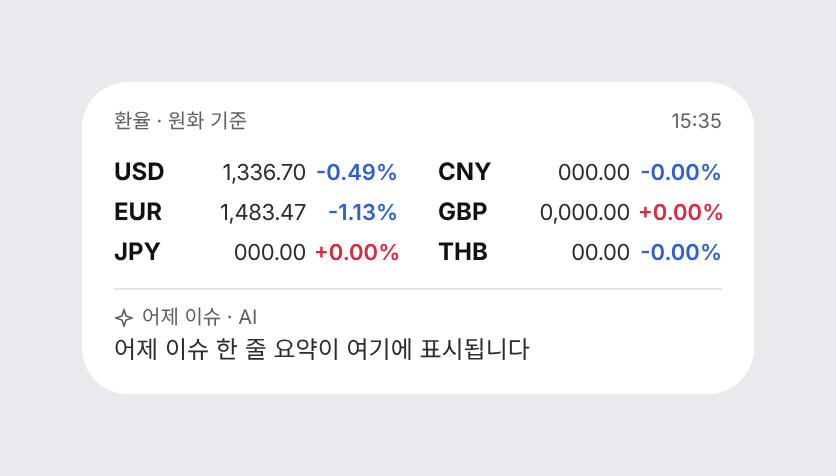 환율 · 원화 기준 15:35
USD 1,336.70 -0.49% CNY 000.00 -0.00%
EUR 1,483.47 -1.13% GBP 0,000.00 +0.00%
JPY 000.00 +0.00% THB 00.00 -0.00%
어제 이슈 · AI
어제 이슈 한 줄 요약이 여기에 표시됩니다